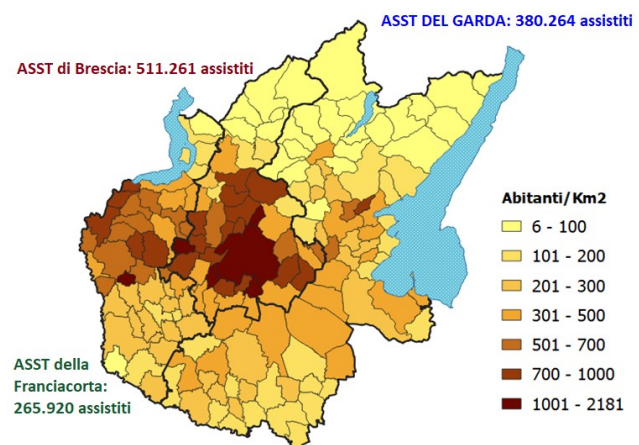 ASST DEL GARDA: 380.264 assistiti
ASST di Brescia: 511.261 assistiti
Abitanti/Km2
6 - 100
101 - 200
201 - 300
301 - 500
501 - 700
700 - 1000
1001 - 2181
ASST della
Franciacorta:
265.920 assistiti